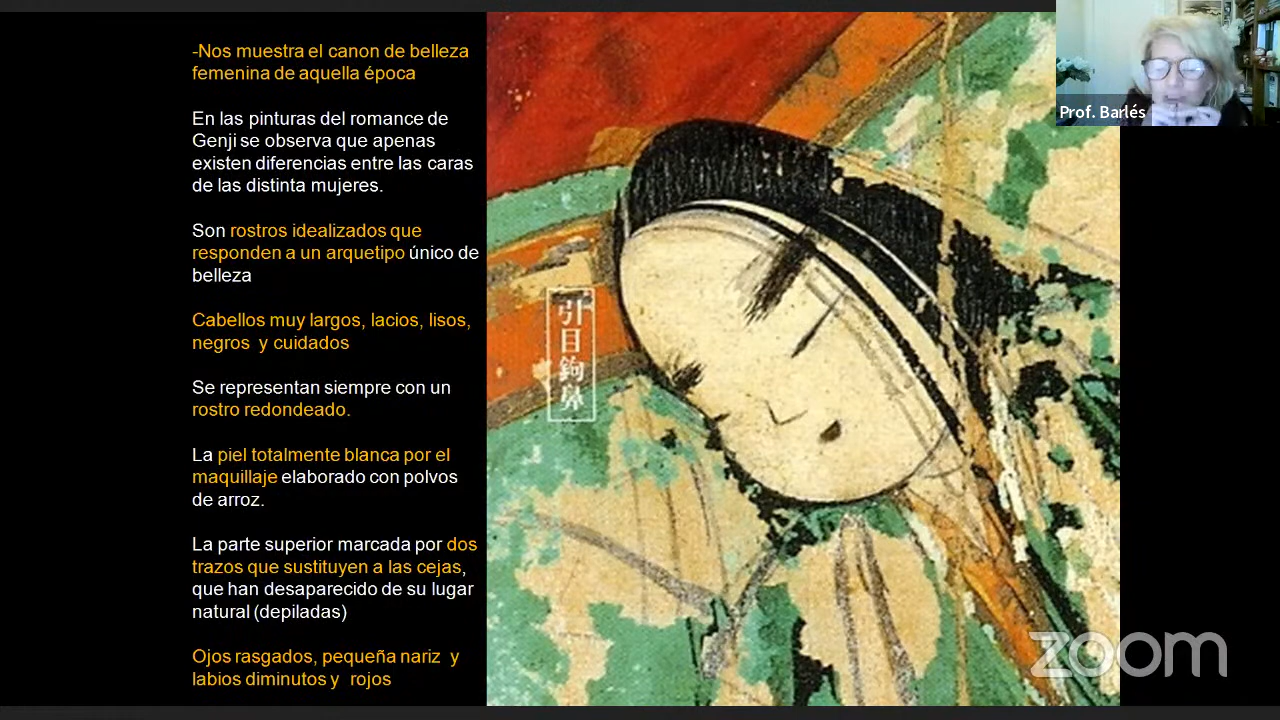 -Nos muestra el canon de belleza
femenina de aquella época
En las pinturas del romance de
Genji se observa que apenas
existen diferencias entre las caras
de las distinta mujeres.
Son rostros idealizados que
responden a un arquetipo único de
belleza
Cabellos muy largos, lacios, lisos,
negros y cuidados
Se representan siempre con un
rostro redondeado.
La piel totalmente blanca por el
maquillaje elaborado con polvos
de arroz.
La parte superior marcada por dos
trazos que sustituyen a las cejas,
que han desaparecido de su lugar
natural (depiladas)
Ojos rasgados, pequeña nariz y
labios diminutos y rojos
引目鉤鼻
Prof. Barlés
zoom